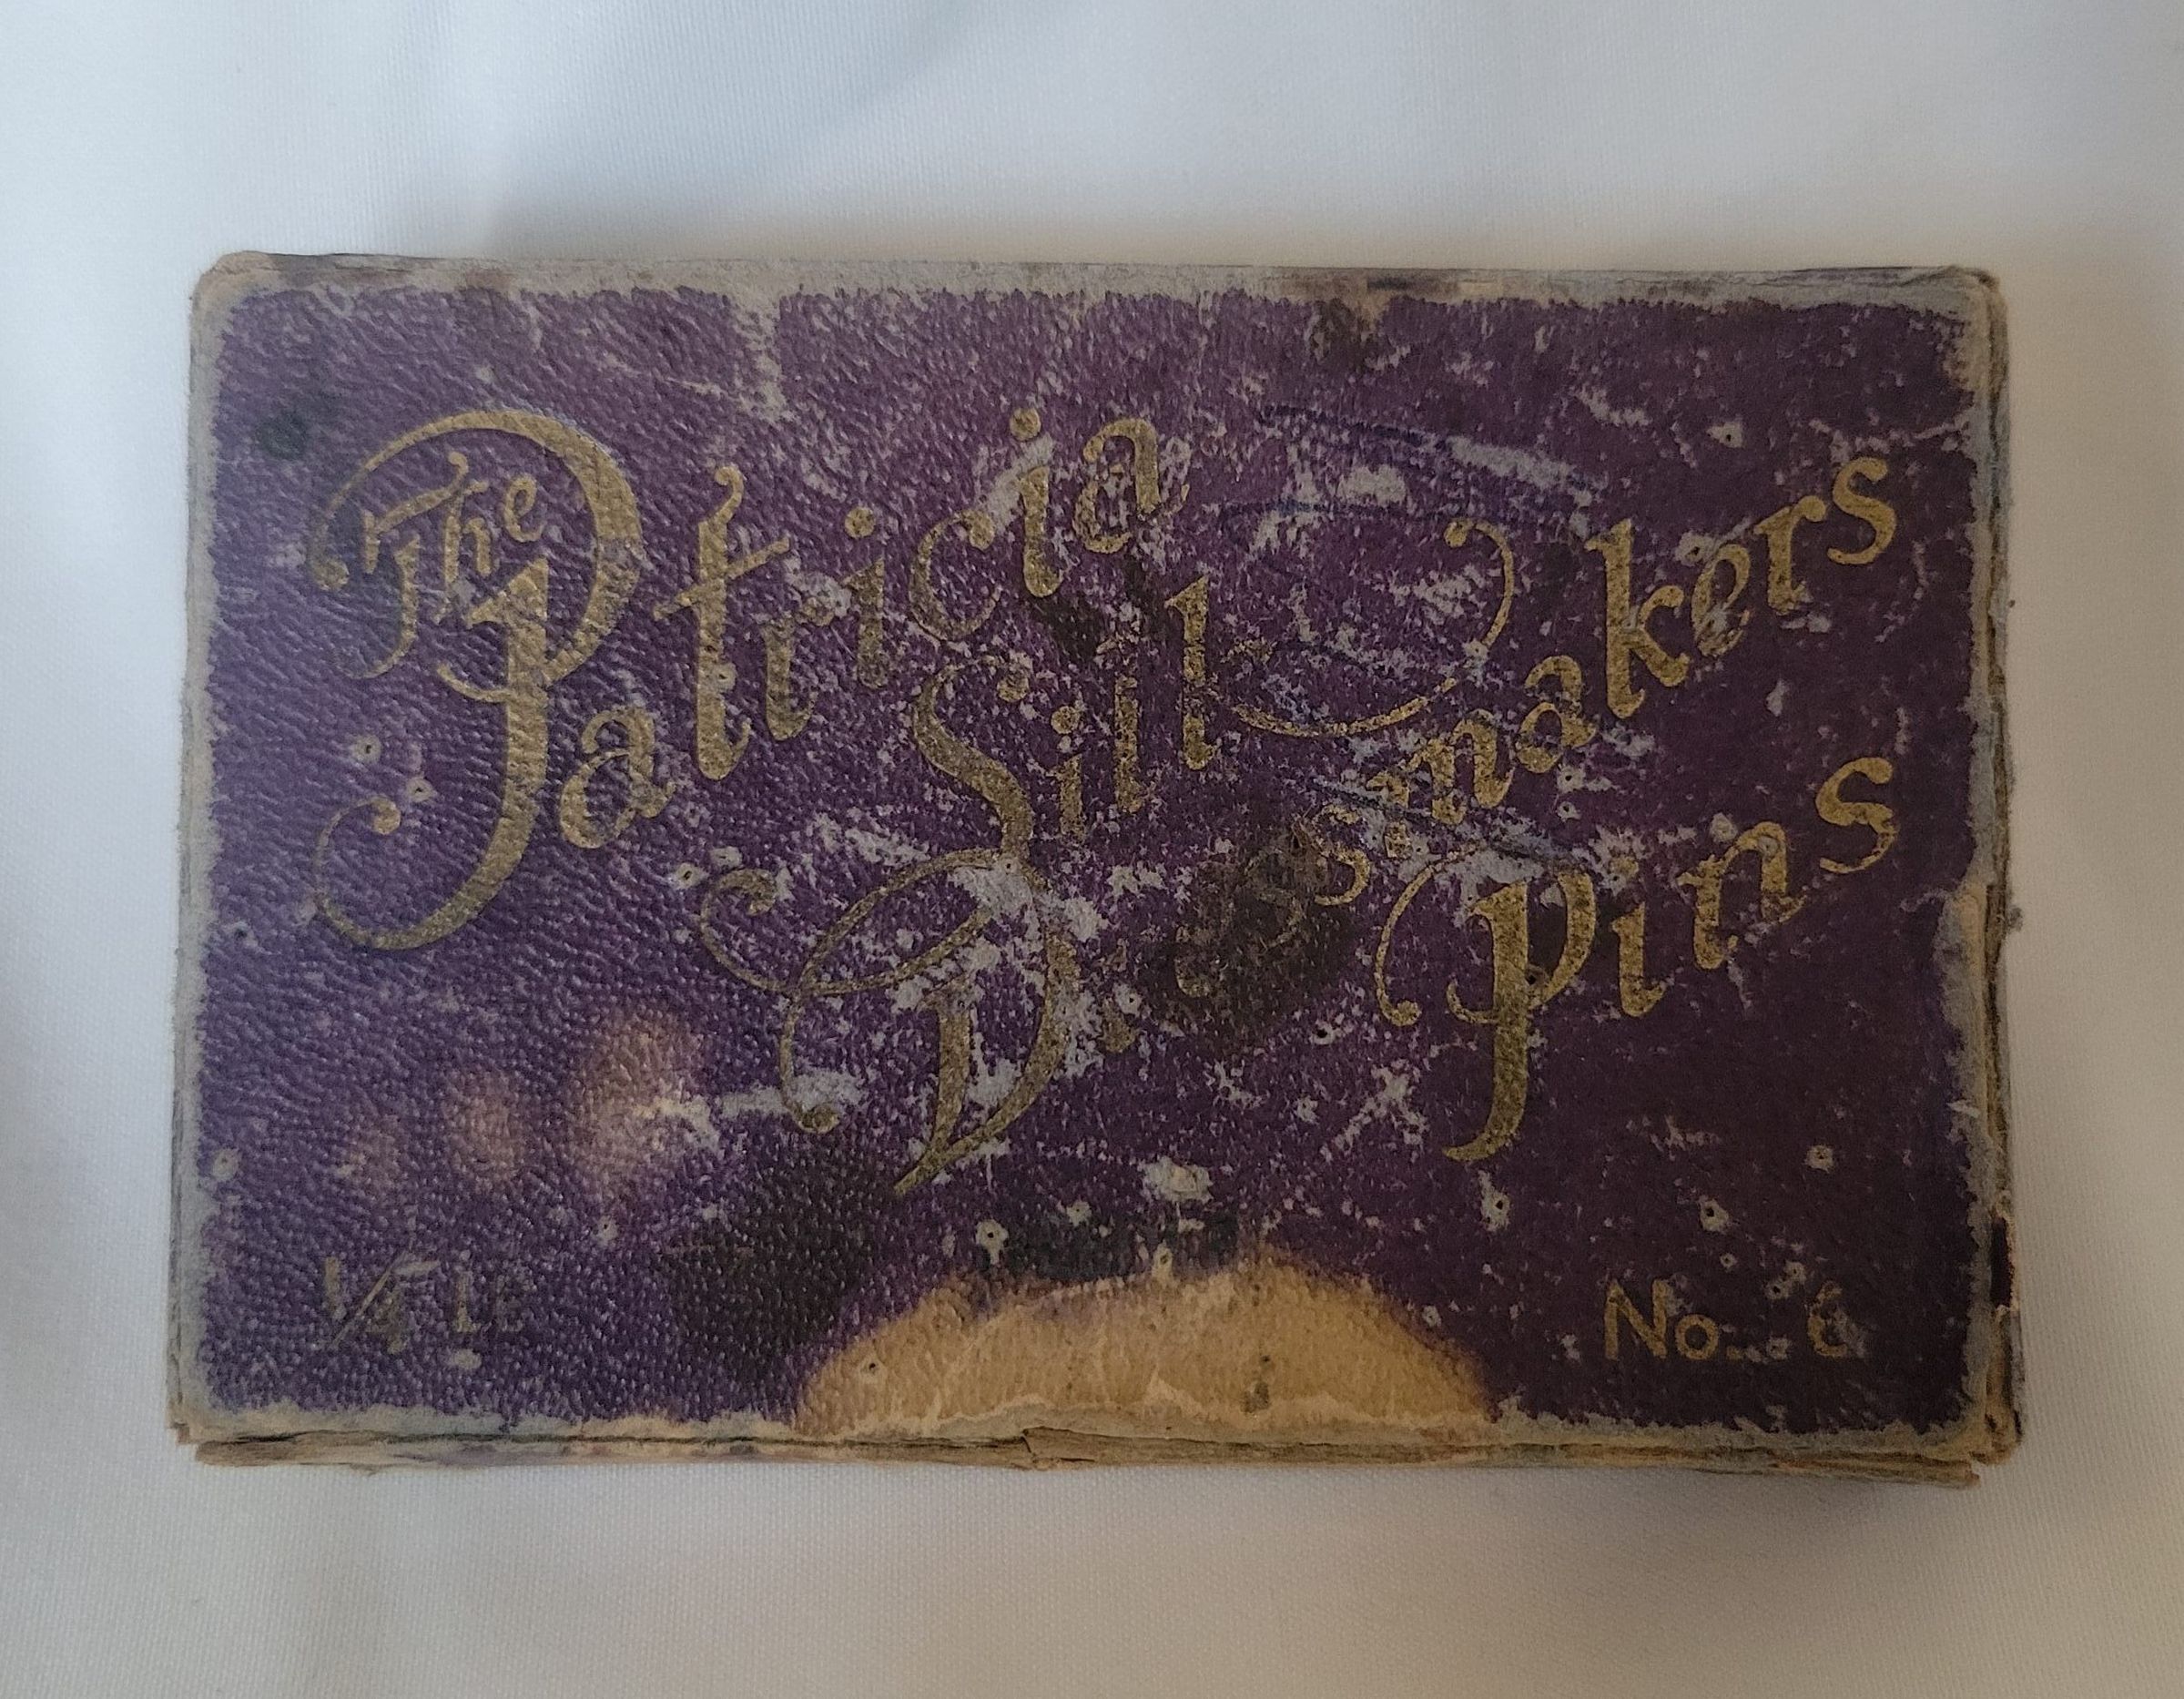 The Patricia
Silk
Dressmakers
Pins
1/4 lb
No. 6